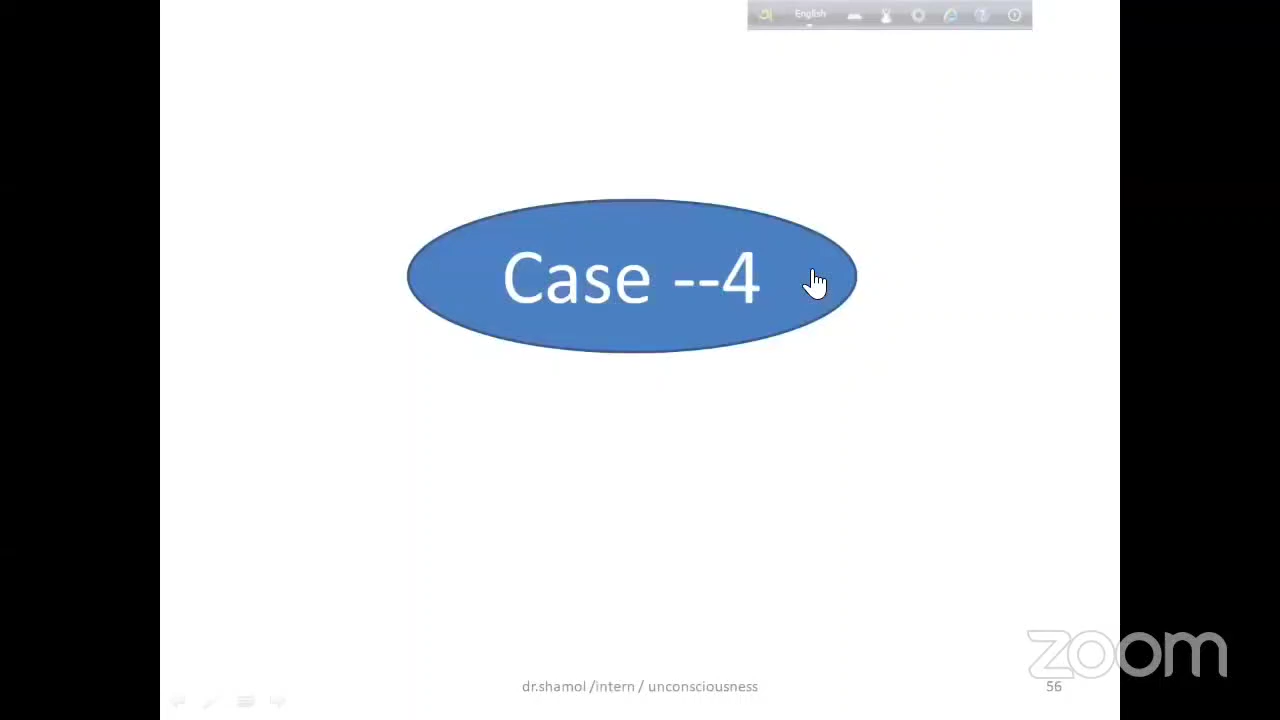 অ English
Case --4
zoom
dr.shamol /intern / unconsciousness
56